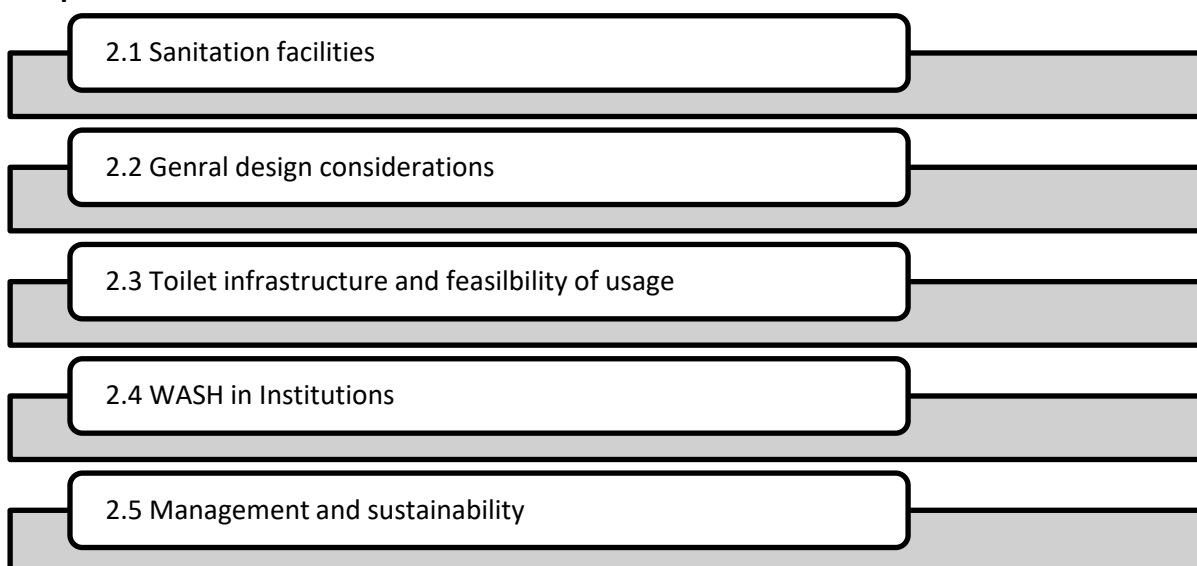 2.1 Sanitation facilities
2.2 Genral design considerations
2.3 Toilet infrastructure and feasilbility of usage
2.4 WASH in Institutions
2.5 Management and sustainability